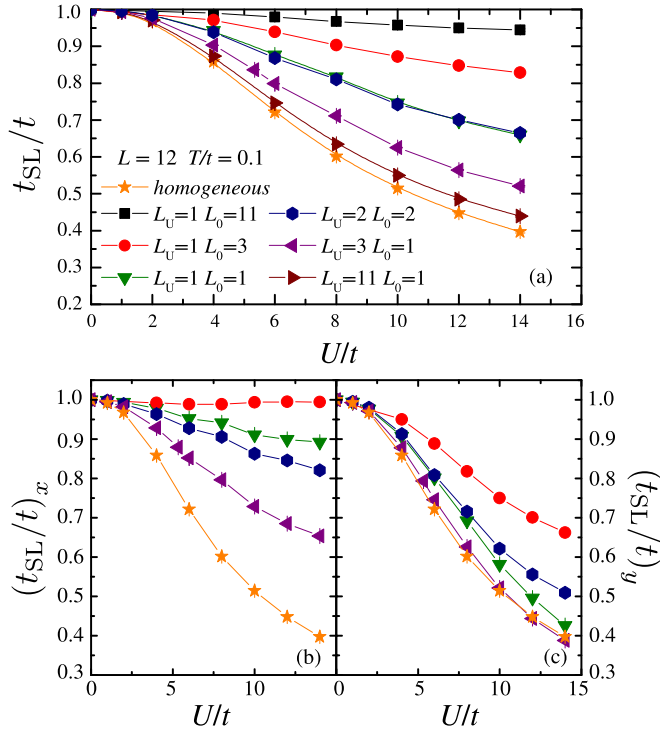 1.0
0.9
0.8
0.7
0.6
0.5
0.4
0.3
0.2
t_SL/t
L = 12 T/t = 0.1
homogeneous
L_U=1 L_0=11
L_U=2 L_0=2
L_U=1 L_0=3
L_U=3 L_0=1
L_U=1 L_0=1
L_U=11 L_0=1
(a)
0 2 4 6 8 10 12 14 16
U/t
1.0
0.9
0.8
0.7
0.6
0.5
0.4
0.3
(t_SL/t)_x
(b)
0 5 10
U/t
(c)
0 5 10 15
U/t
1.0
0.9
0.8
0.7
0.6
0.5
0.4
0.3
(t_SL/t)_y